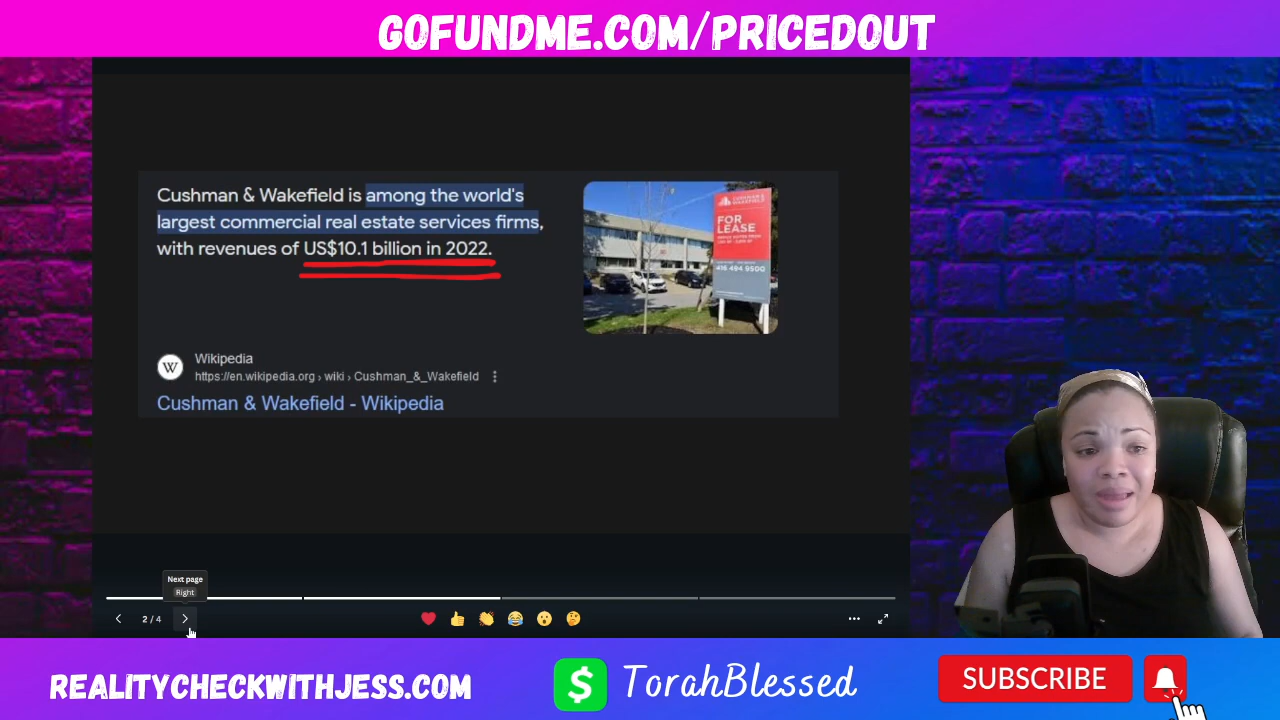 GOFUNDME.COM/PRICEDOUT
Cushman & Wakefield is among the world's
largest commercial real estate services firms,
with revenues of US$10.1 billion in 2022.
CUSHMAN &
WAKEFIELD
FOR
LEASE
416 494 9500
W
Wikipedia
https://en.wikipedia.org › wiki › Cushman_&_Wakefield
Cushman & Wakefield - Wikipedia
Next page
Right
2 / 4
REALITYCHECKWITHJESS.COM
$
TorahBlessed
SUBSCRIBE